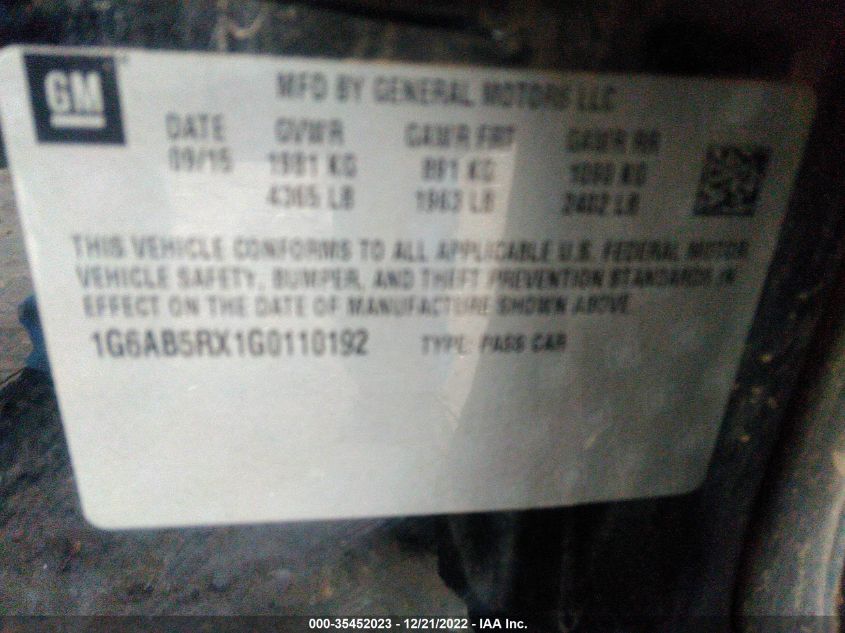 GM
MFD BY GENERAL MOTORS LLC
DATE GVWR GAWR FRT GAWR RR
09/15 1981 KG 891 KG 1090 KG
4365 LB 1963 LB 2402 LB
THIS VEHICLE CONFORMS TO ALL APPLICABLE U.S. FEDERAL MOTOR
VEHICLE SAFETY, BUMPER, AND THEFT PREVENTION STANDARDS IN
EFFECT ON THE DATE OF MANUFACTURE SHOWN ABOVE.
1G6AB5RX1G0110192 TYPE: PASS CAR
000-35452023 - 12/21/2022 - IAA Inc.